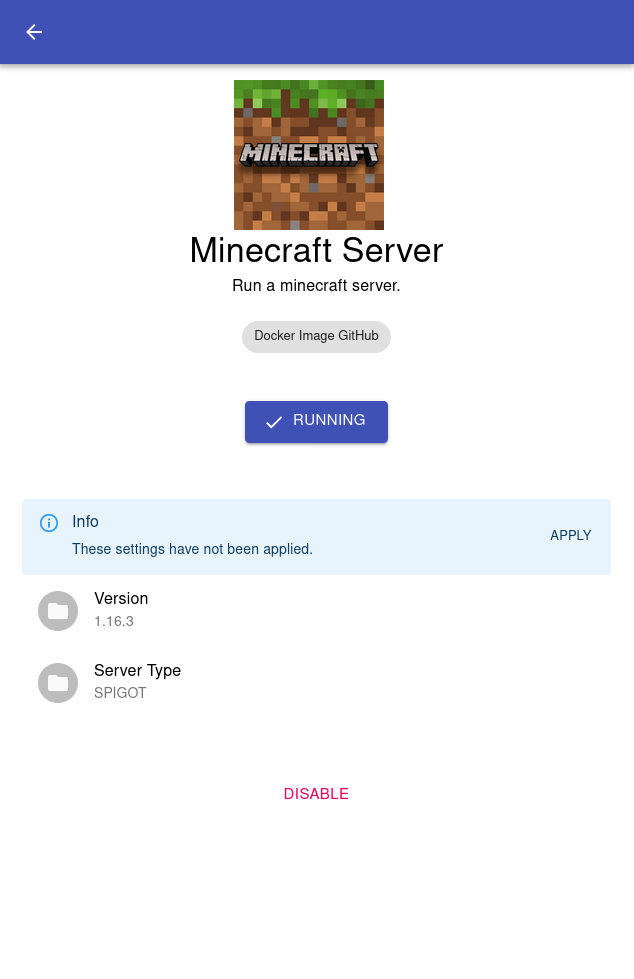 MINECRAFT
Minecraft Server
Run a minecraft server.
Docker Image GitHub
RUNNING
Info
These settings have not been applied.
APPLY
Version
1.16.3
Server Type
SPIGOT
DISABLE